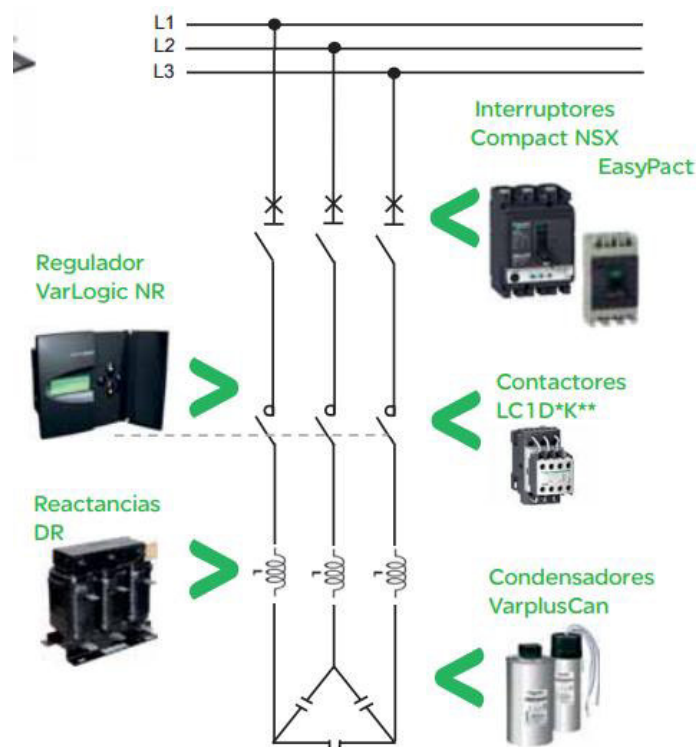 L1
L2
L3
Interruptores
Compact NSX
EasyPact
Regulador
VarLogic NR
Contactores
LC1D*K**
Reactancias
DR
L
L
L
Condensadores
VarplusCan